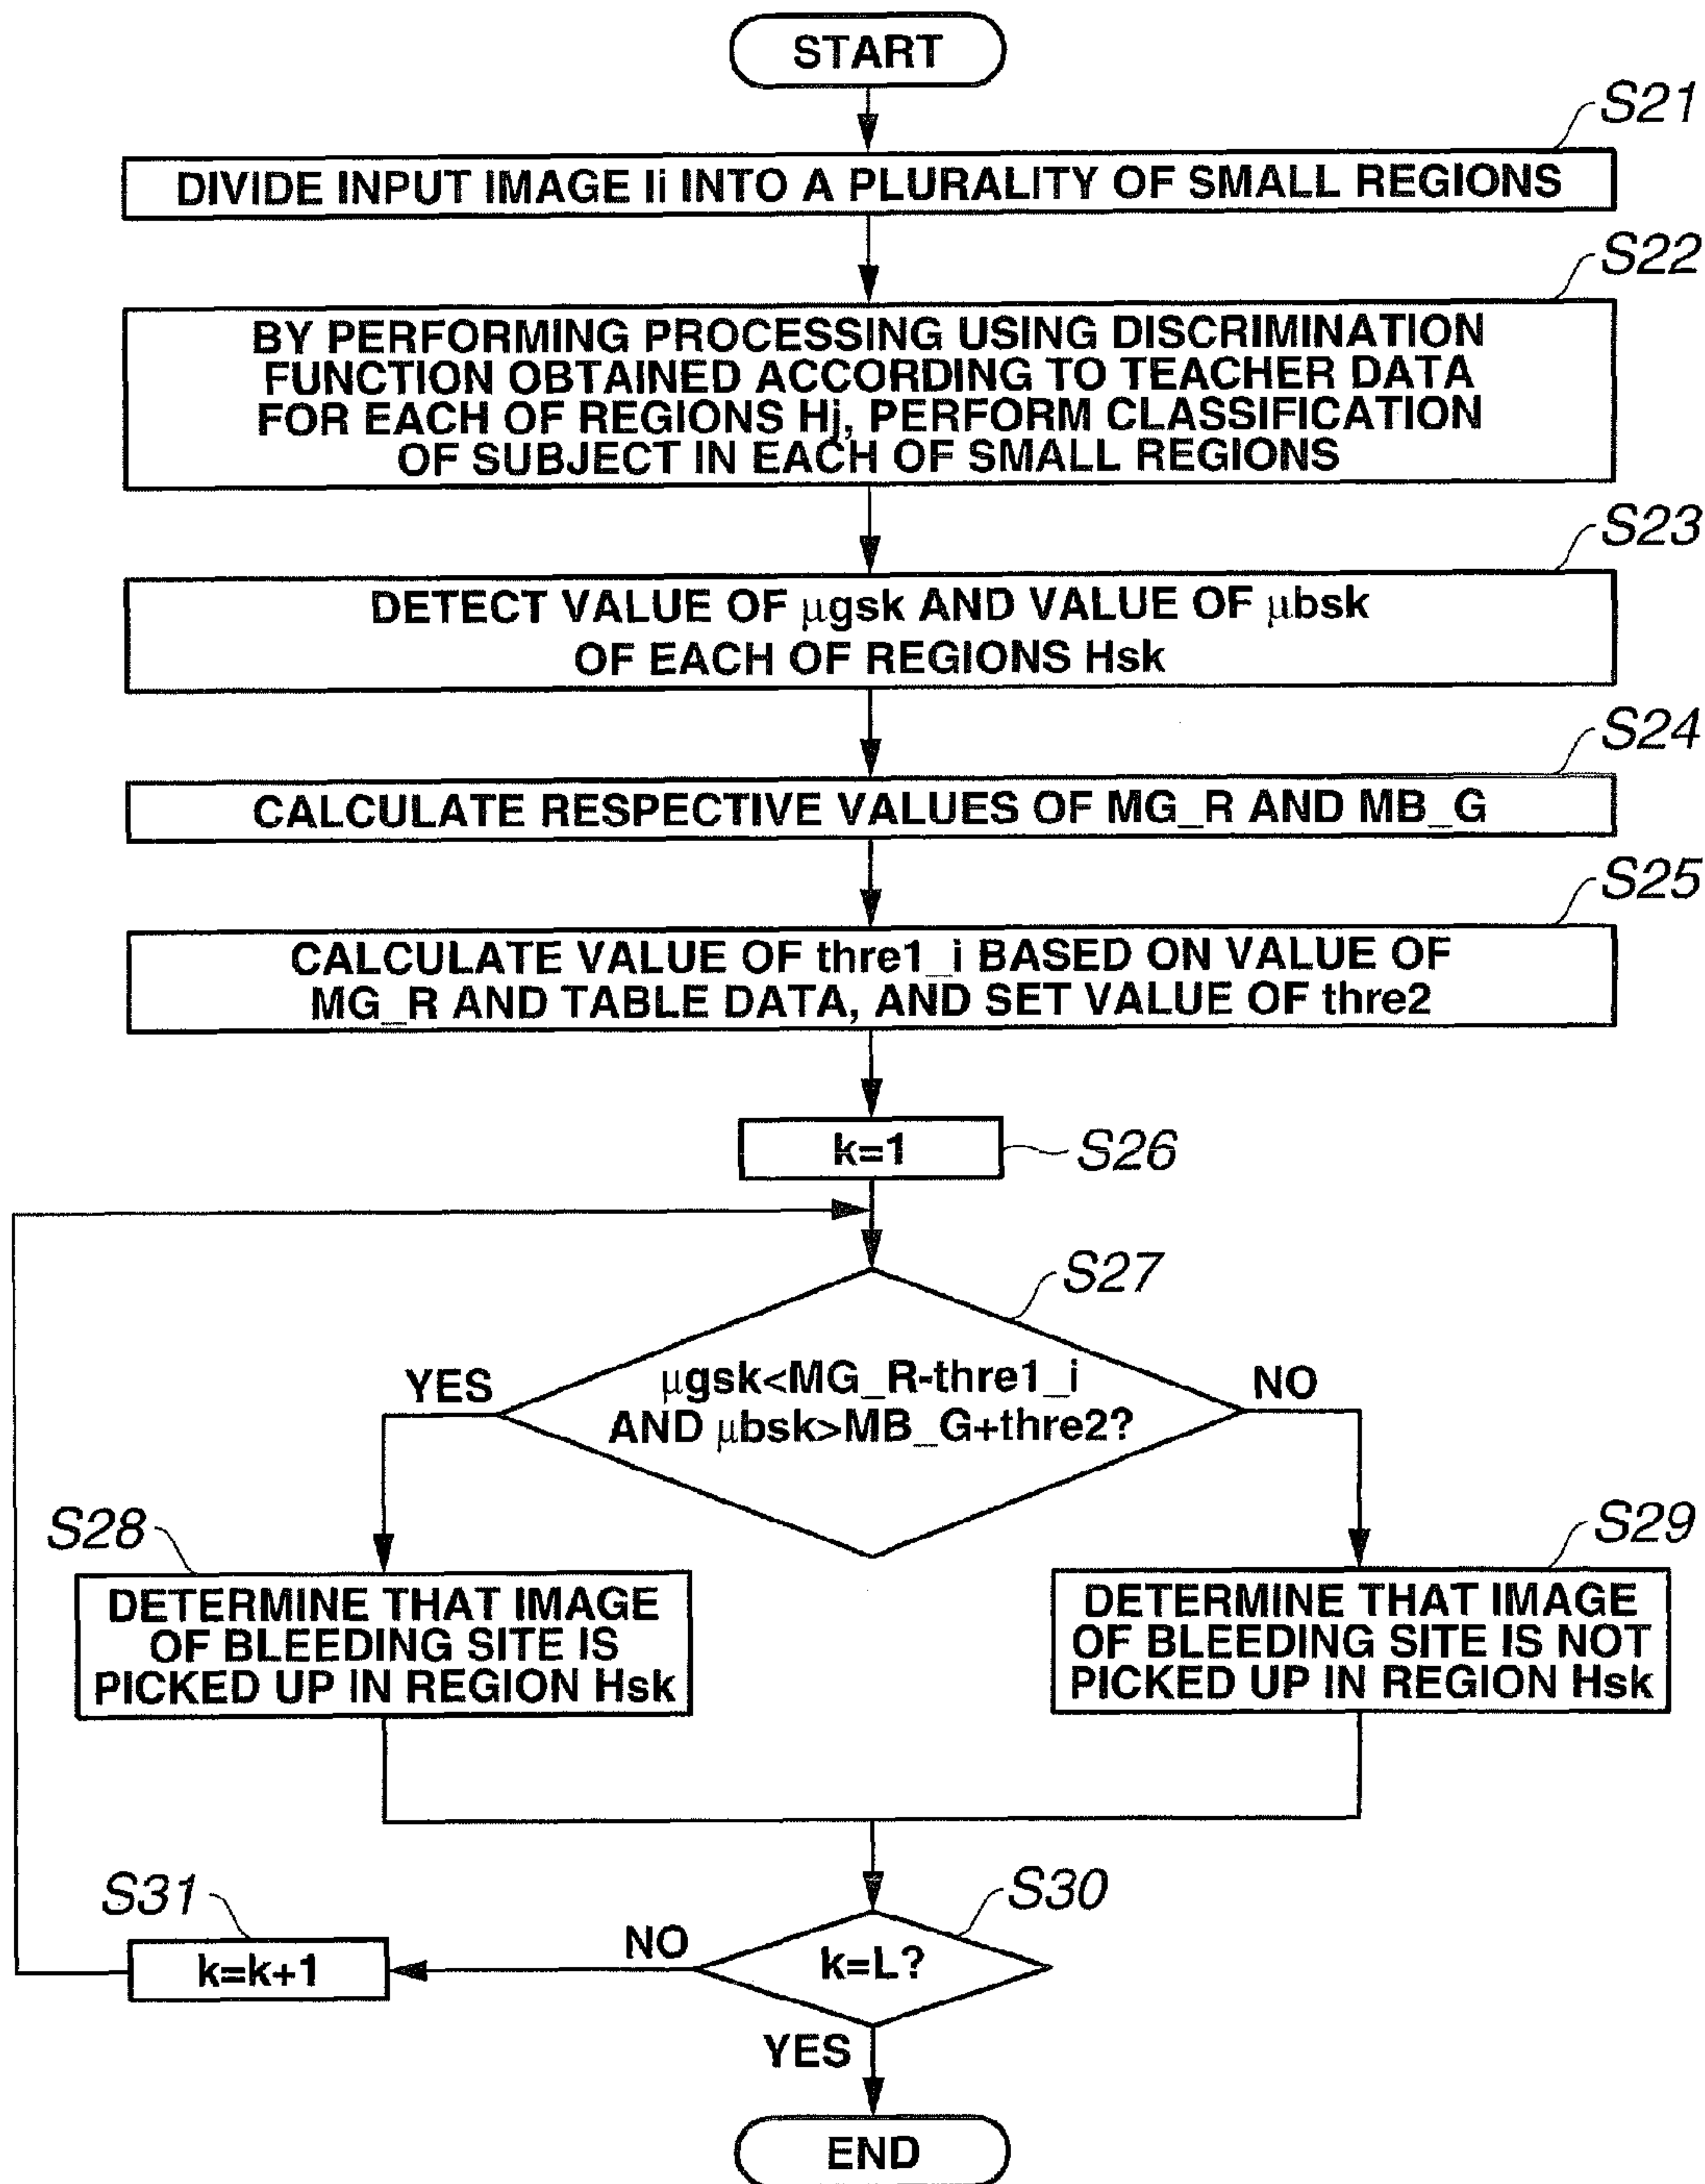 START
S21
DIVIDE INPUT IMAGE Ii INTO A PLURALITY OF SMALL REGIONS
S22
BY PERFORMING PROCESSING USING DISCRIMINATION
FUNCTION OBTAINED ACCORDING TO TEACHER DATA
FOR EACH OF REGIONS Hj, PERFORM CLASSIFICATION
OF SUBJECT IN EACH OF SMALL REGIONS
S23
DETECT VALUE OF μgsk AND VALUE OF μbsk
OF EACH OF REGIONS Hsk
S24
CALCULATE RESPECTIVE VALUES OF MG_R AND MB_G
S25
CALCULATE VALUE OF thre1_i BASED ON VALUE OF
MG_R AND TABLE DATA, AND SET VALUE OF thre2
k=1
S26
S27
YES
μgsk<MG_R-thre1_i
AND μbsk>MB_G+thre2?
NO
S28
DETERMINE THAT IMAGE
OF BLEEDING SITE IS
PICKED UP IN REGION Hsk
S29
DETERMINE THAT IMAGE
OF BLEEDING SITE IS NOT
PICKED UP IN REGION Hsk
S31
k=k+1
NO
S30
k=L?
YES
END